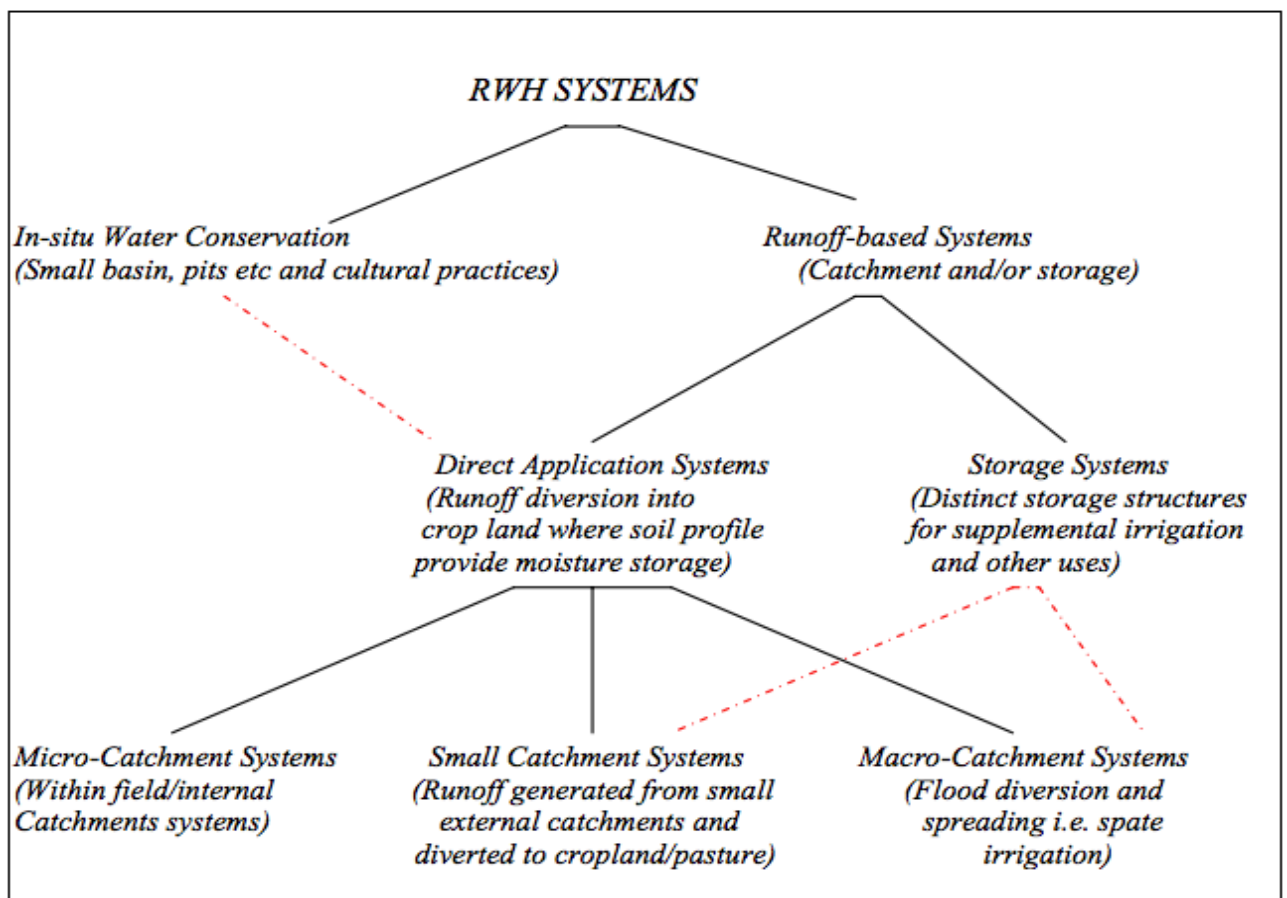 RWH SYSTEMS
In-situ Water Conservation
(Small basin, pits etc and cultural practices)
Runoff-based Systems
(Catchment and/or storage)
Direct Application Systems
(Runoff diversion into
crop land where soil profile
provide moisture storage)
Storage Systems
(Distinct storage structures
for supplemental irrigation
and other uses)
Micro-Catchment Systems
(Within field/internal
Catchments systems)
Small Catchment Systems
(Runoff generated from small
external catchments and
diverted to cropland/pasture)
Macro-Catchment Systems
(Flood diversion and
spreading i.e. spate
irrigation)